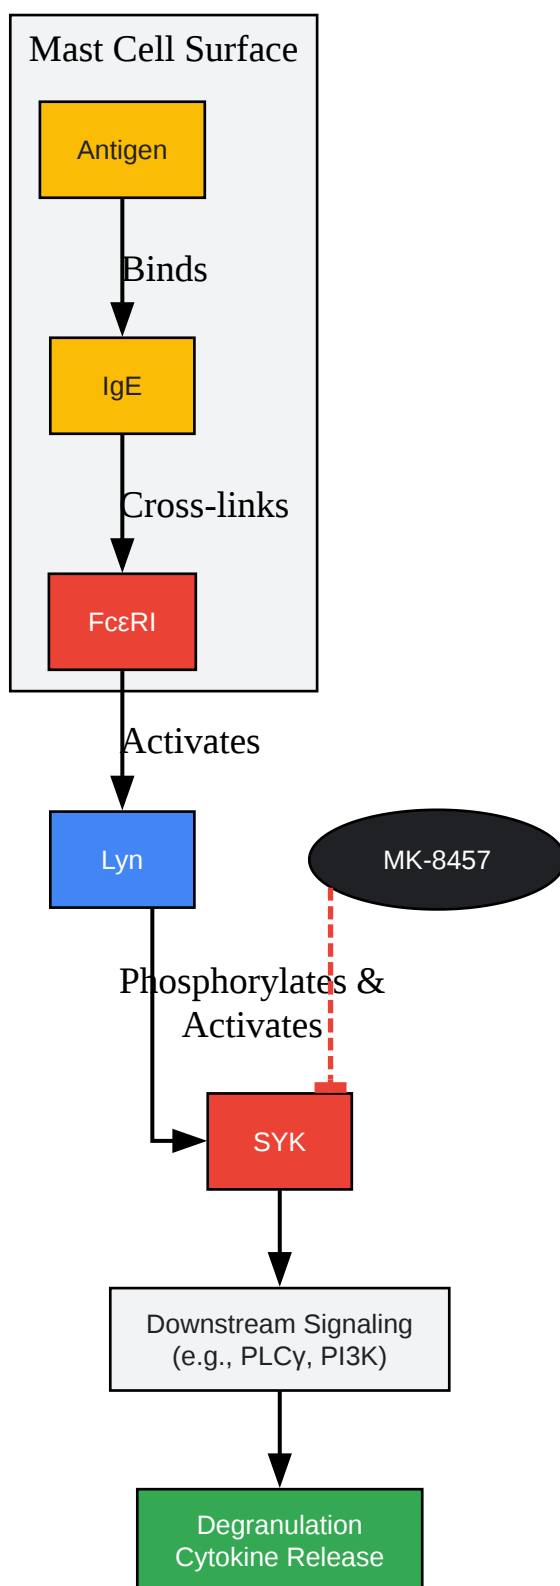 Mast Cell Surface
Antigen
Binds
IgE
Cross-links
FcεRI
Activates
Lyn
MK-8457
Phosphorylates &
Activates
SYK
Downstream Signaling
(e.g., PLCγ, PI3K)
Degranulation
Cytokine Release